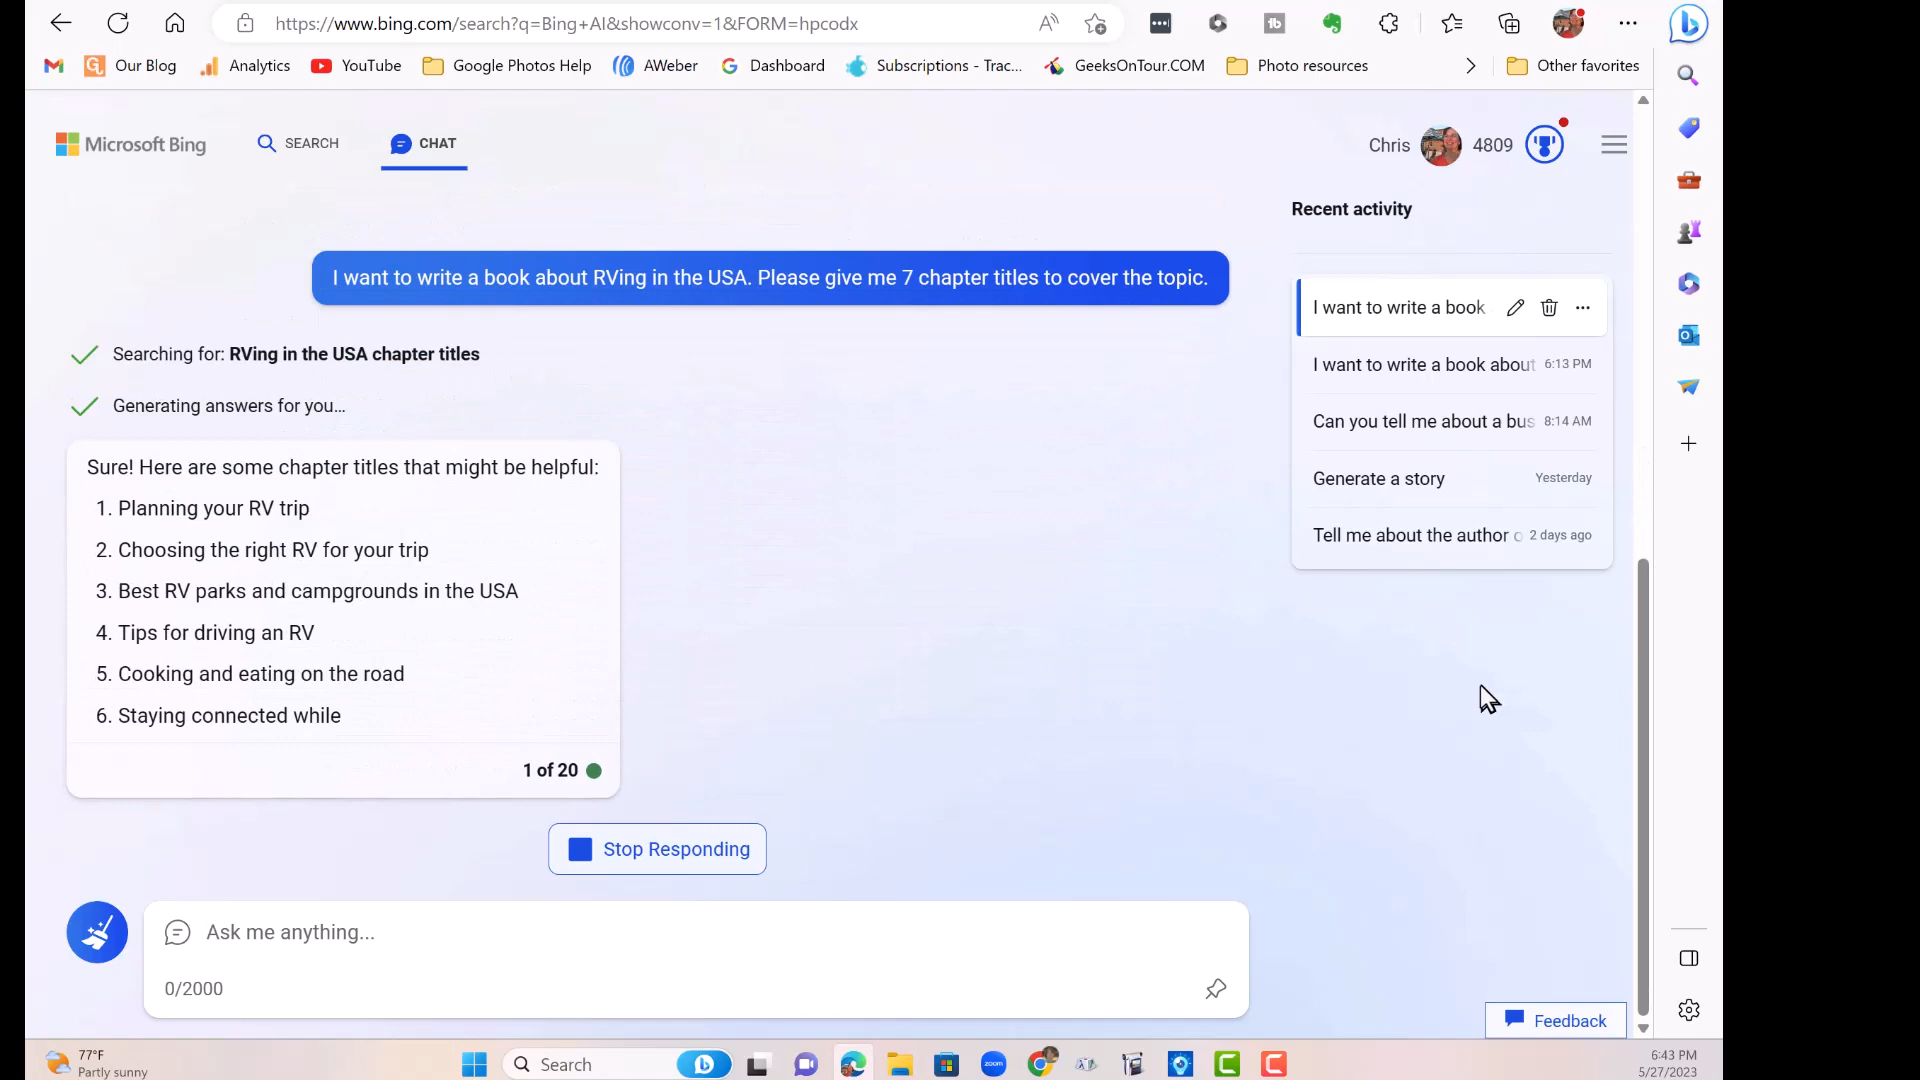 https://www.bing.com/search?q=Bing+AI&showconv=1&FORM=hpcodx
Our Blog
Analytics
YouTube
Google Photos Help
AWeber
Dashboard
Subscriptions - Trac...
GeeksOnTour.COM
Photo resources
Other favorites
Microsoft Bing
SEARCH
CHAT
Chris
4809
Recent activity
I want to write a book about RVing in the USA. Please give me 7 chapter titles to cover the topic.
I want to write a book
Searching for: RVing in the USA chapter titles
I want to write a book about 6:13 PM
Generating answers for you...
Can you tell me about a bus 8:14 AM
Sure! Here are some chapter titles that might be helpful:
Generate a story Yesterday
1. Planning your RV trip
Tell me about the author 2 days ago
2. Choosing the right RV for your trip
3. Best RV parks and campgrounds in the USA
4. Tips for driving an RV
5. Cooking and eating on the road
6. Staying connected while
1 of 20
Stop Responding
Ask me anything...
0/2000
Feedback
77°F
Partly sunny
Search
zoom
6:43 PM
5/27/2023